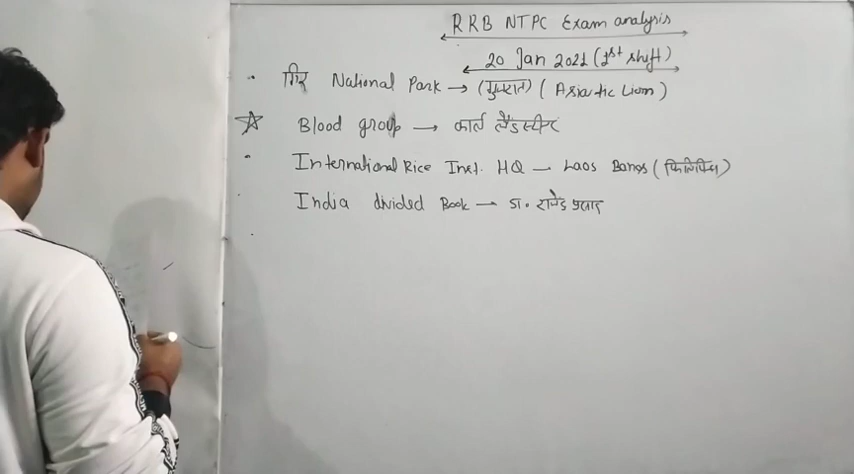 RRB NTPC Exam analysis
20 Jan 2021 (1st shift)
गिर National Park → (गुजरात) (Asiatic Lion)
☆ Blood group → कार्ल लैंडस्टीनर
International Rice Inst. HQ — Laos Banos (फिलिपिंस)
India divided Book — डा. राजेंद्र प्रसाद